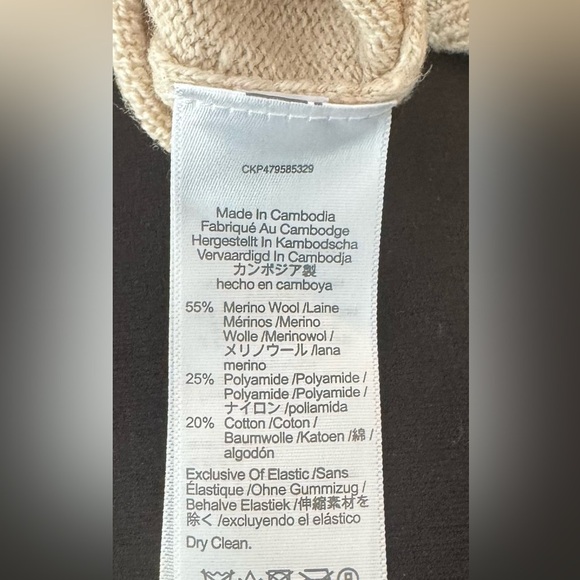 CKP479585329
Made In Cambodia
Fabriqué Au Cambodge
Hergestellt In Kambodscha
Vervaardigd In Cambodja
カンボジア製
hecho en camboya
55% Merino Wool /Laine
Mérinos /Merino
Wolle /Merinowol /
メリノウール /lana
merino
25% Polyamide /Polyamide /
Polyamide /Polyamide /
ナイロン /poliamida
20% Cotton /Coton /
Baumwolle /Katoen /綿 /
algodón
Exclusive Of Elastic /Sans
Élastique /Ohne Gummizug /
Behalve Elastiek /伸縮素材を
除く /excluyendo el elástico
Dry Clean.